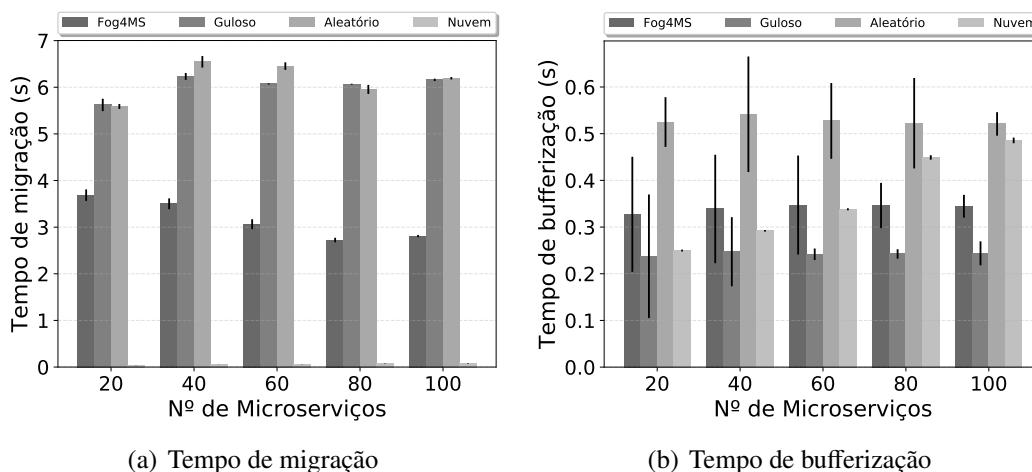 Fog4MS Guloso Aleatório Nuvem
Tempo de migração (s)
7
6
5
4
3
2
1
0
20 40 60 80 100
Nº de Microserviços
(a) Tempo de migração
Fog4MS Guloso Aleatório Nuvem
Tempo de bufferização (s)
0.6
0.5
0.4
0.3
0.2
0.1
0.0
20 40 60 80 100
Nº de Microserviços
(b) Tempo de bufferização